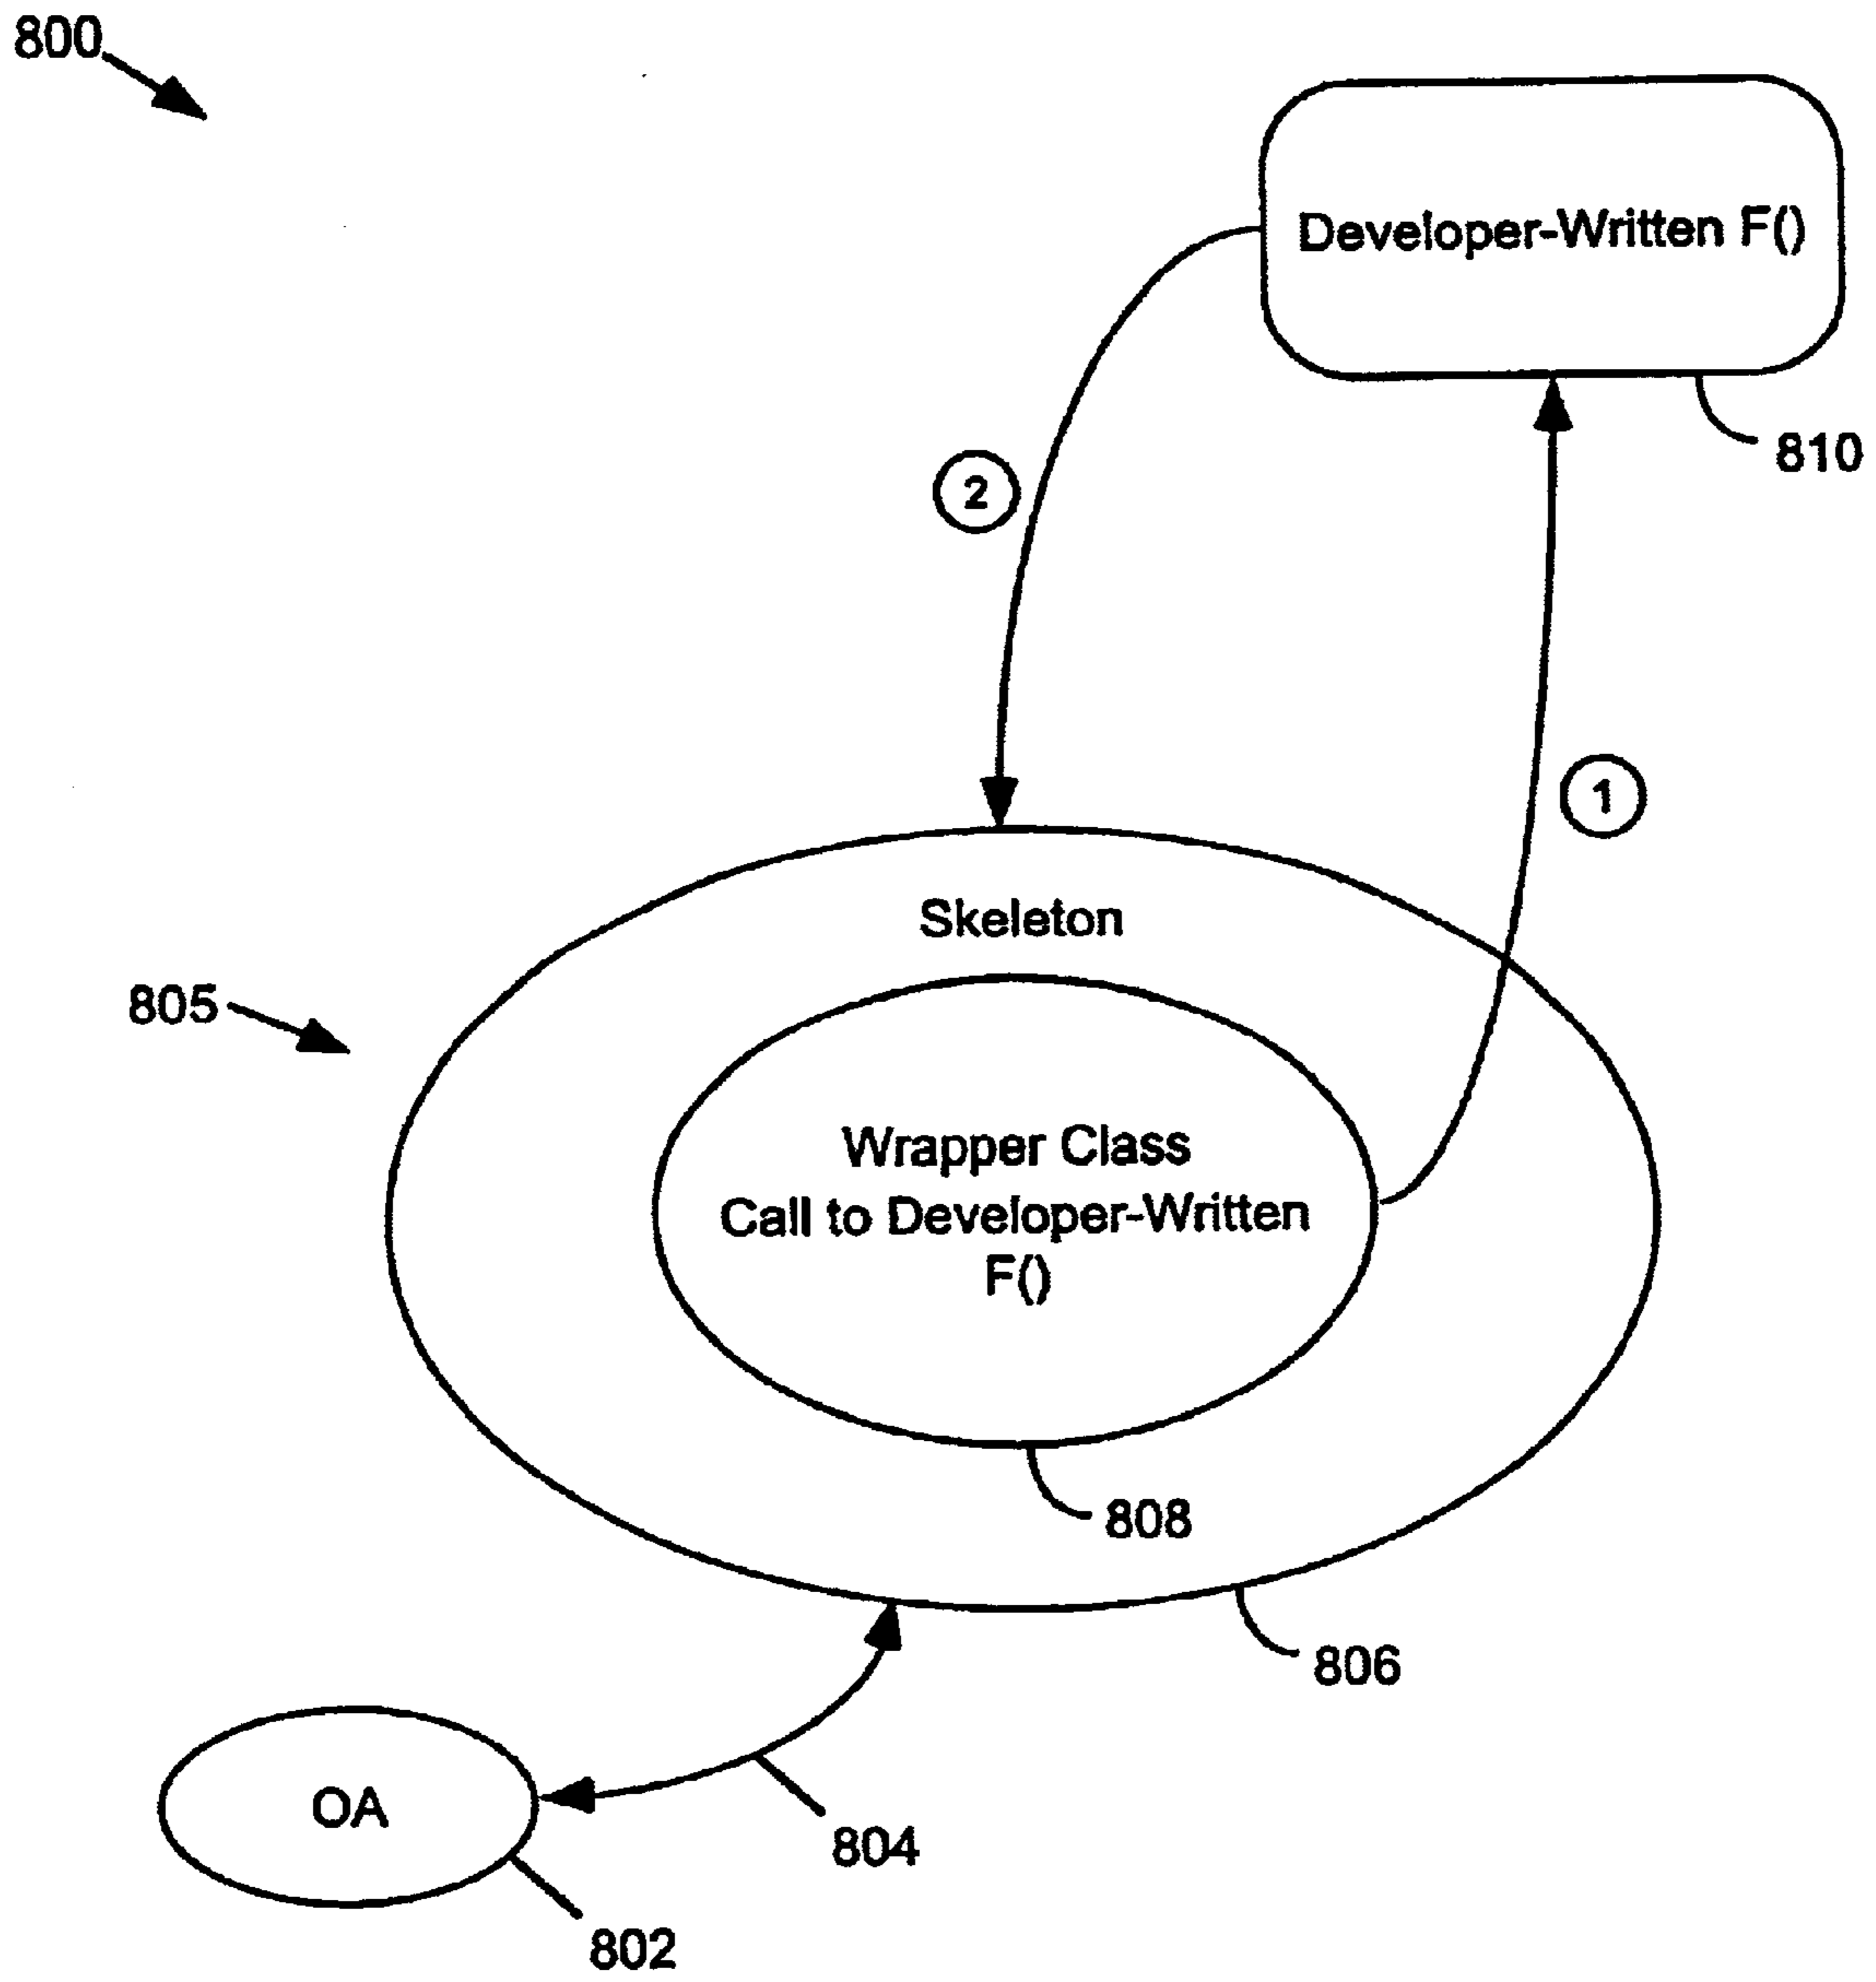 800
Developer-Written F()
810
2
1
Skeleton
805
Wrapper Class
Call to Developer-Written
F()
808
806
OA
804
802